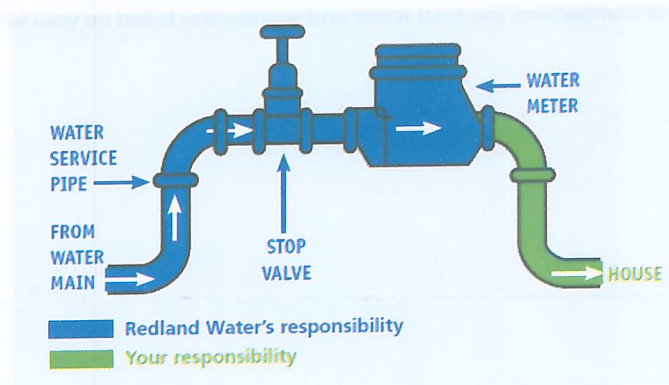 WATER
METER
WATER
SERVICE
PIPE
FROM
WATER
MAIN
STOP
VALVE
HOUSE
Redland Water's responsibility
Your responsibility